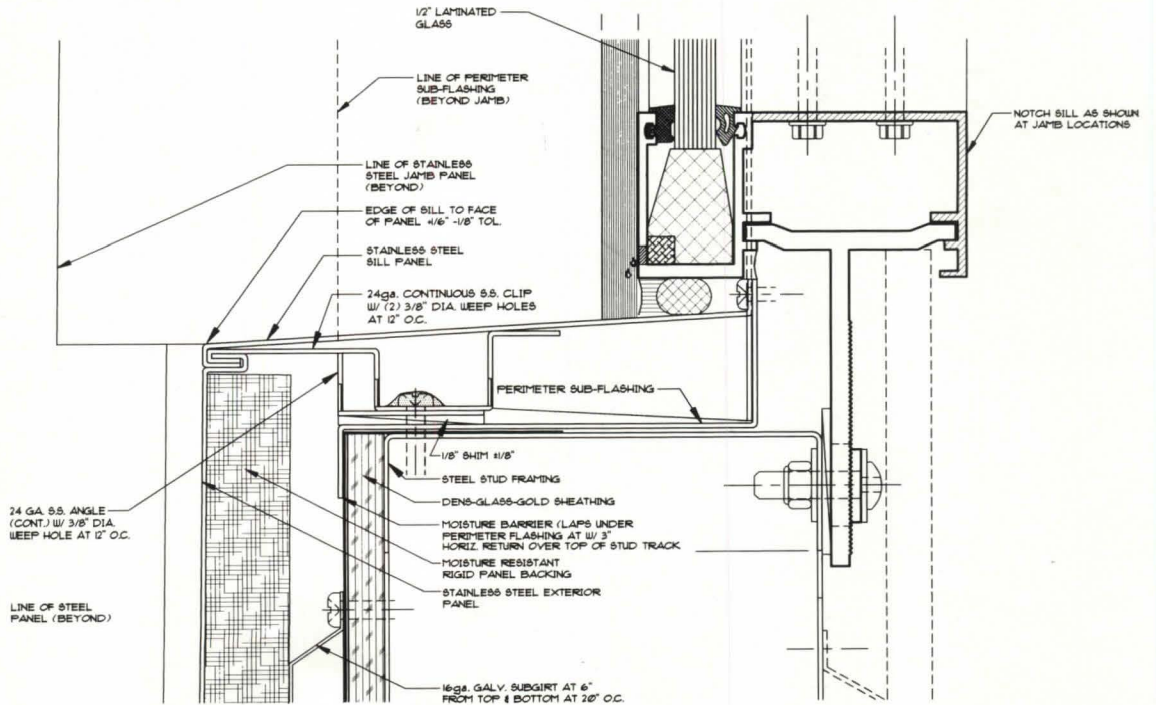 1/2" LAMINATED
GLASS
LINE OF PERIMETER
SUB-FLASHING
(BEYOND JAMB)
NOTCH SILL AS SHOWN
AT JAMB LOCATIONS
LINE OF STAINLESS
STEEL JAMB PANEL
(BEYOND)
EDGE OF SILL TO FACE
OF PANEL +1/16" -1/8" TOL.
STAINLESS STEEL
SILL PANEL
24ga. CONTINUOUS S.S. CLIP
W/ (2) 3/8" DIA. WEEP HOLES
AT 12" O.C.
PERIMETER SUB-FLASHING
1/8" SHIM ±1/8"
STEEL STUD FRAMING
DENS-GLASS-GOLD SHEATHING
MOISTURE BARRIER (LAPS UNDER
PERIMETER FLASHING AT W/ 3"
HORIZ. RETURN OVER TOP OF STUD TRACK
MOISTURE RESISTANT
RIGID PANEL BACKING
STAINLESS STEEL EXTERIOR
PANEL
24 GA. S.S. ANGLE
(CONT.) W/ 3/8" DIA.
WEEP HOLE AT 12" O.C.
LINE OF STEEL
PANEL (BEYOND)
16ga. GALV. SUBGIRT AT 6"
FROM TOP & BOTTOM AT 20" O.C.